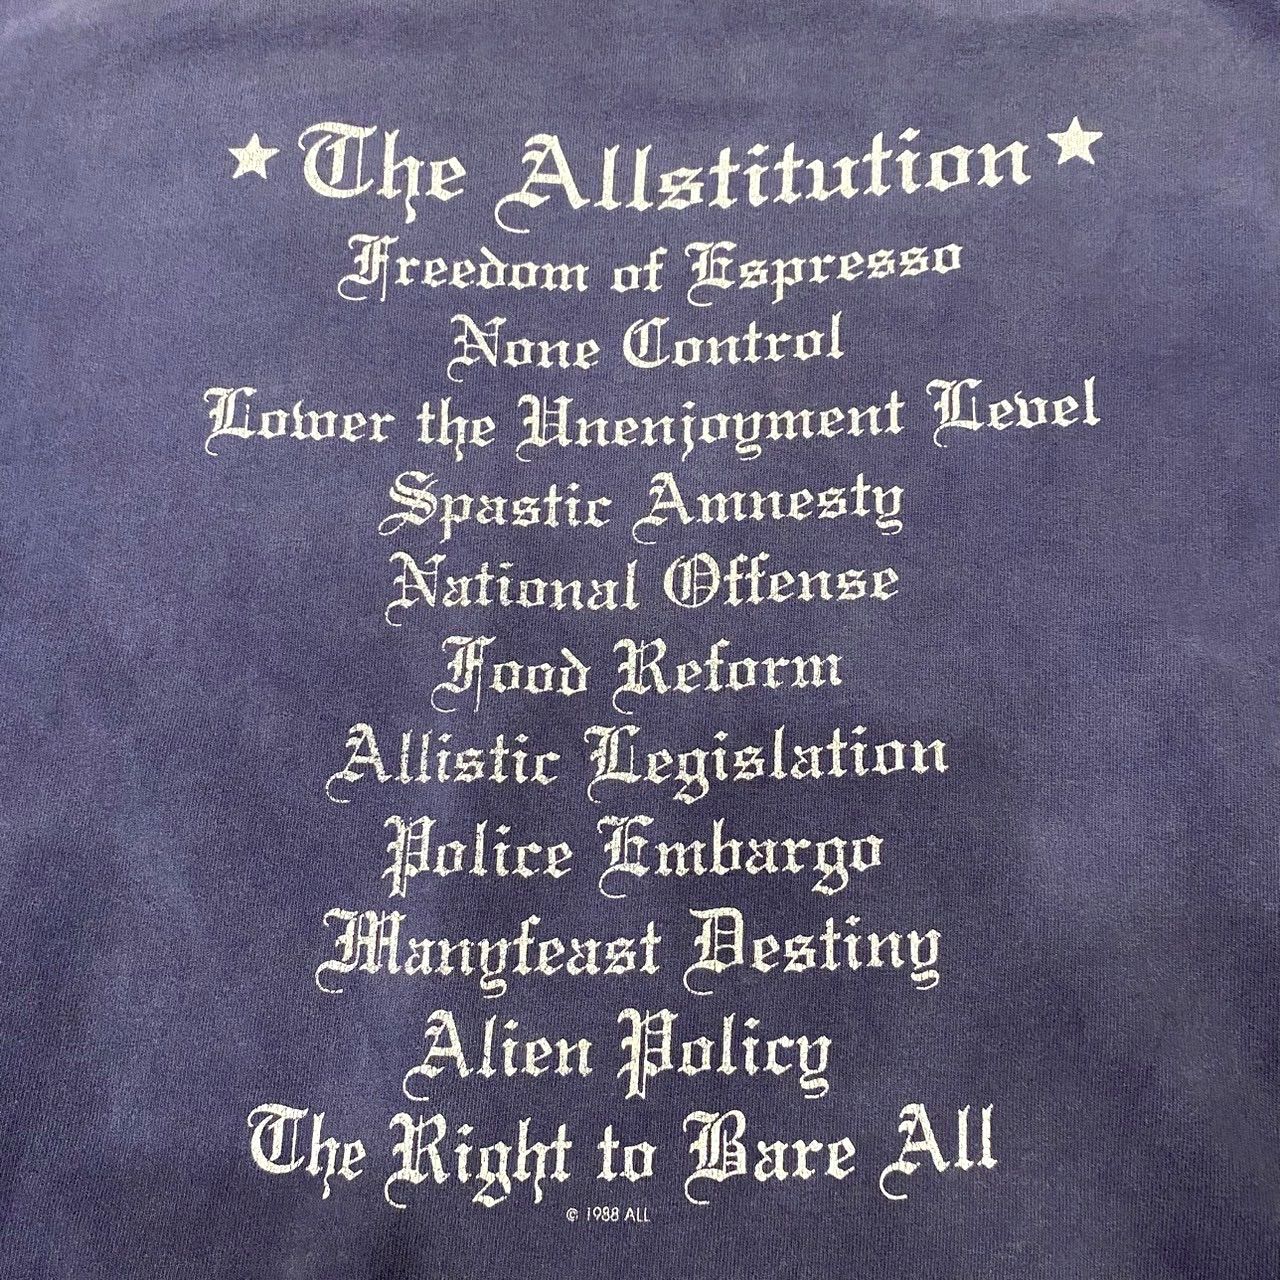 ★ The Allstitution ★
Freedom of Espresso
None Control
Lower the Unenjoyment Level
Spastic Amnesty
National Offense
Food Reform
Allistic Legislation
Police Embargo
Manyfeast Destiny
Alien Policy
The Right to Bare All
© 1988 ALL